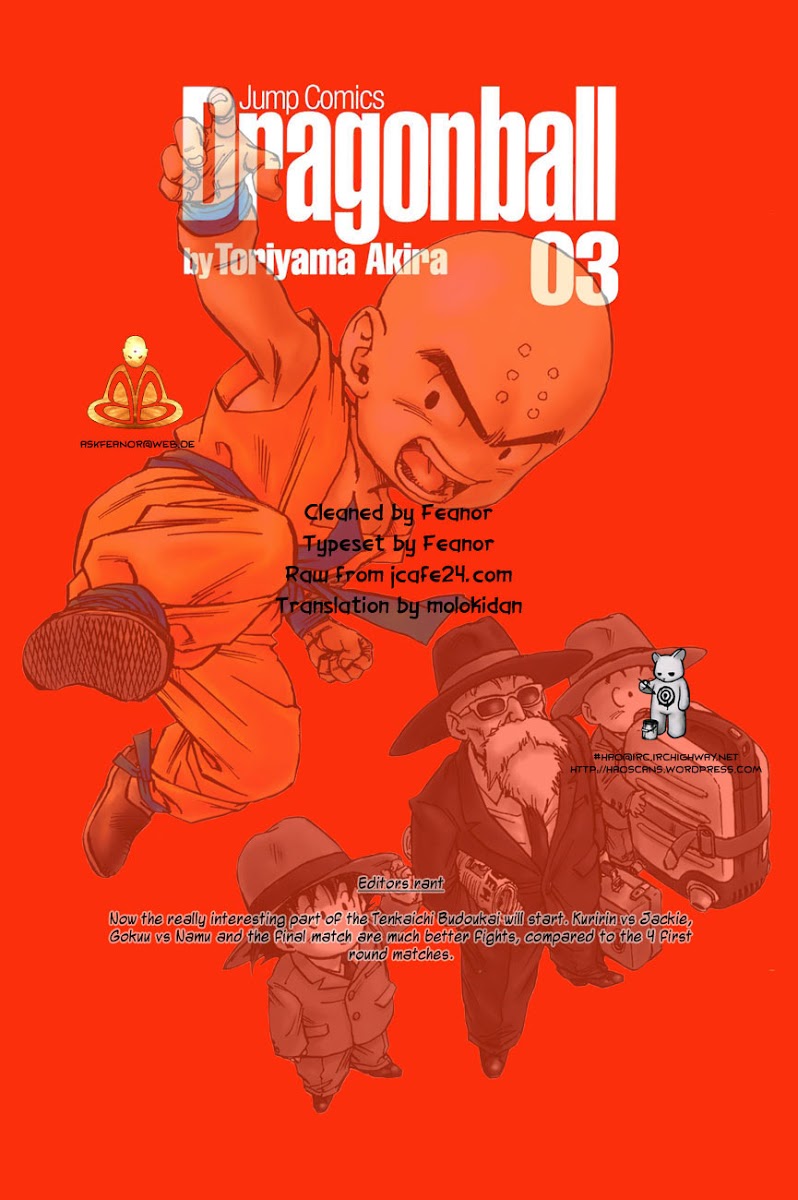 Jump Comics
Dragonball
by Toriyama Akira
03
ASKFEANOR@WEB.DE
Cleaned by Feanor
Typeset by Feanor
Raw from jcafe24.com
Translation by molokidan
#HAO@IRC.IRCHIGHWAY.NET
HTTP://HAOSCANS.WORDPRESS.COM
Editors rant
Now the really interesting part of the Tenkaichi Budoukai will start. Kuririn vs Jackie,
Gokuu vs Namu and the final match are much better fights, compared to the 4 first
round matches.